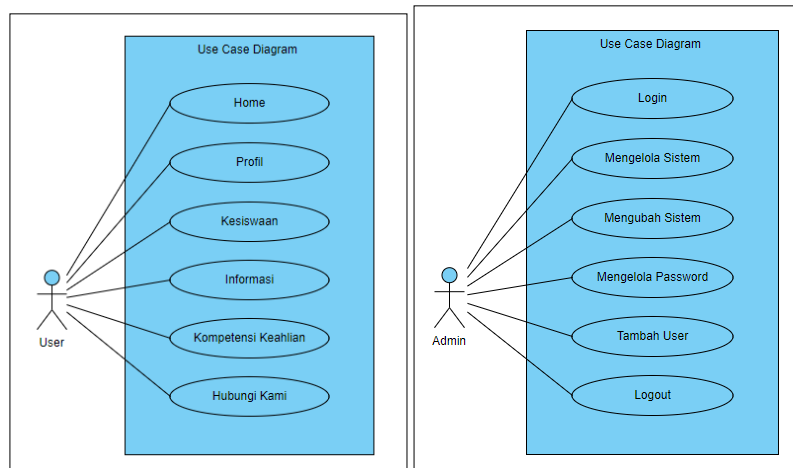 Use Case Diagram
Home
Profil
Kesiswaan
Informasi
Kompetensi Keahlian
Hubungi Kami
User
Use Case Diagram
Login
Mengelola Sistem
Mengubah Sistem
Mengelola Password
Tambah User
Logout
Admin